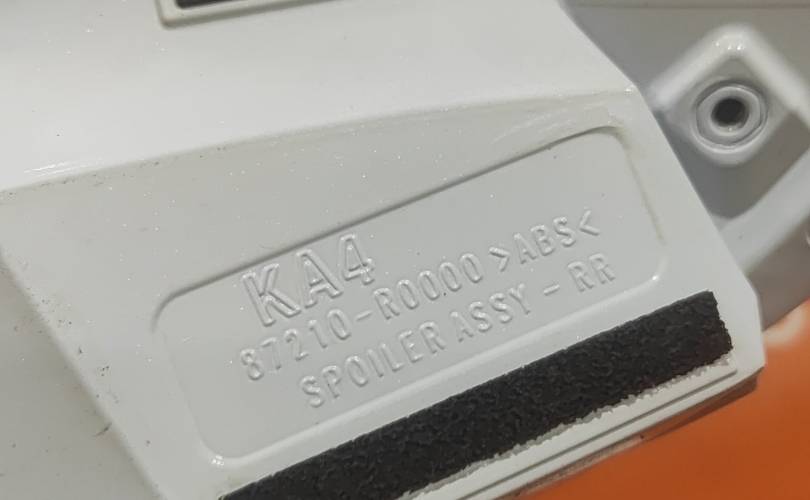 KA4
87210-R0000 >ABS<
SPOILER ASSY - RR